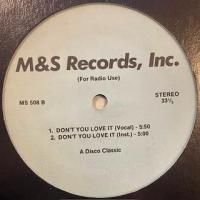 M&S Records, Inc.
(For Radio Use)
MS 508 B
STEREO
33⅓
1. DON'T YOU LOVE IT (Vocal) - 5:50
2. DON'T YOU LOVE IT (Inst.) - 5:00
A Disco Classic